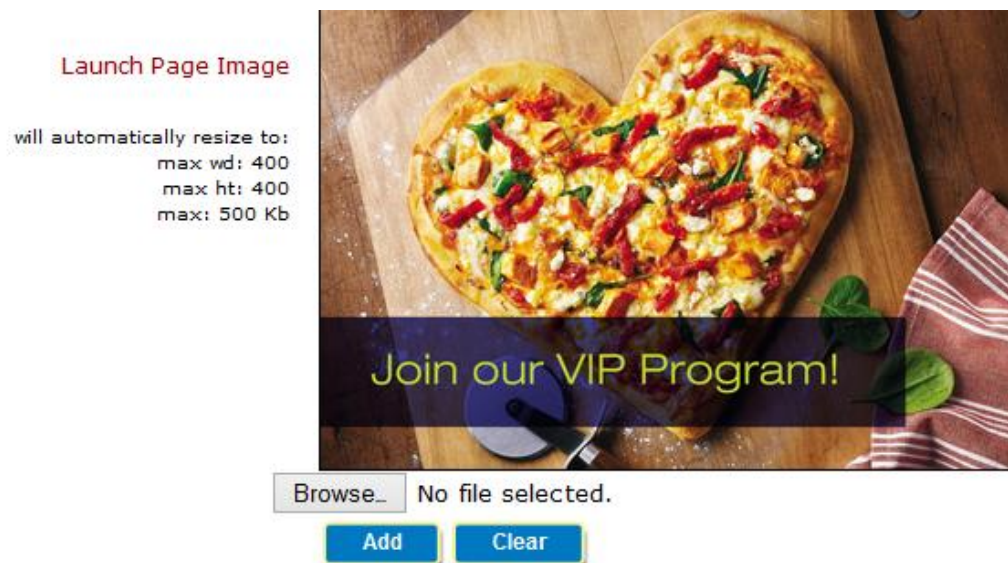 Launch Page Image
will automatically resize to:
max wd: 400
max ht: 400
max: 500 Kb
Join our VIP Program!
Browse… No file selected.
Add Clear